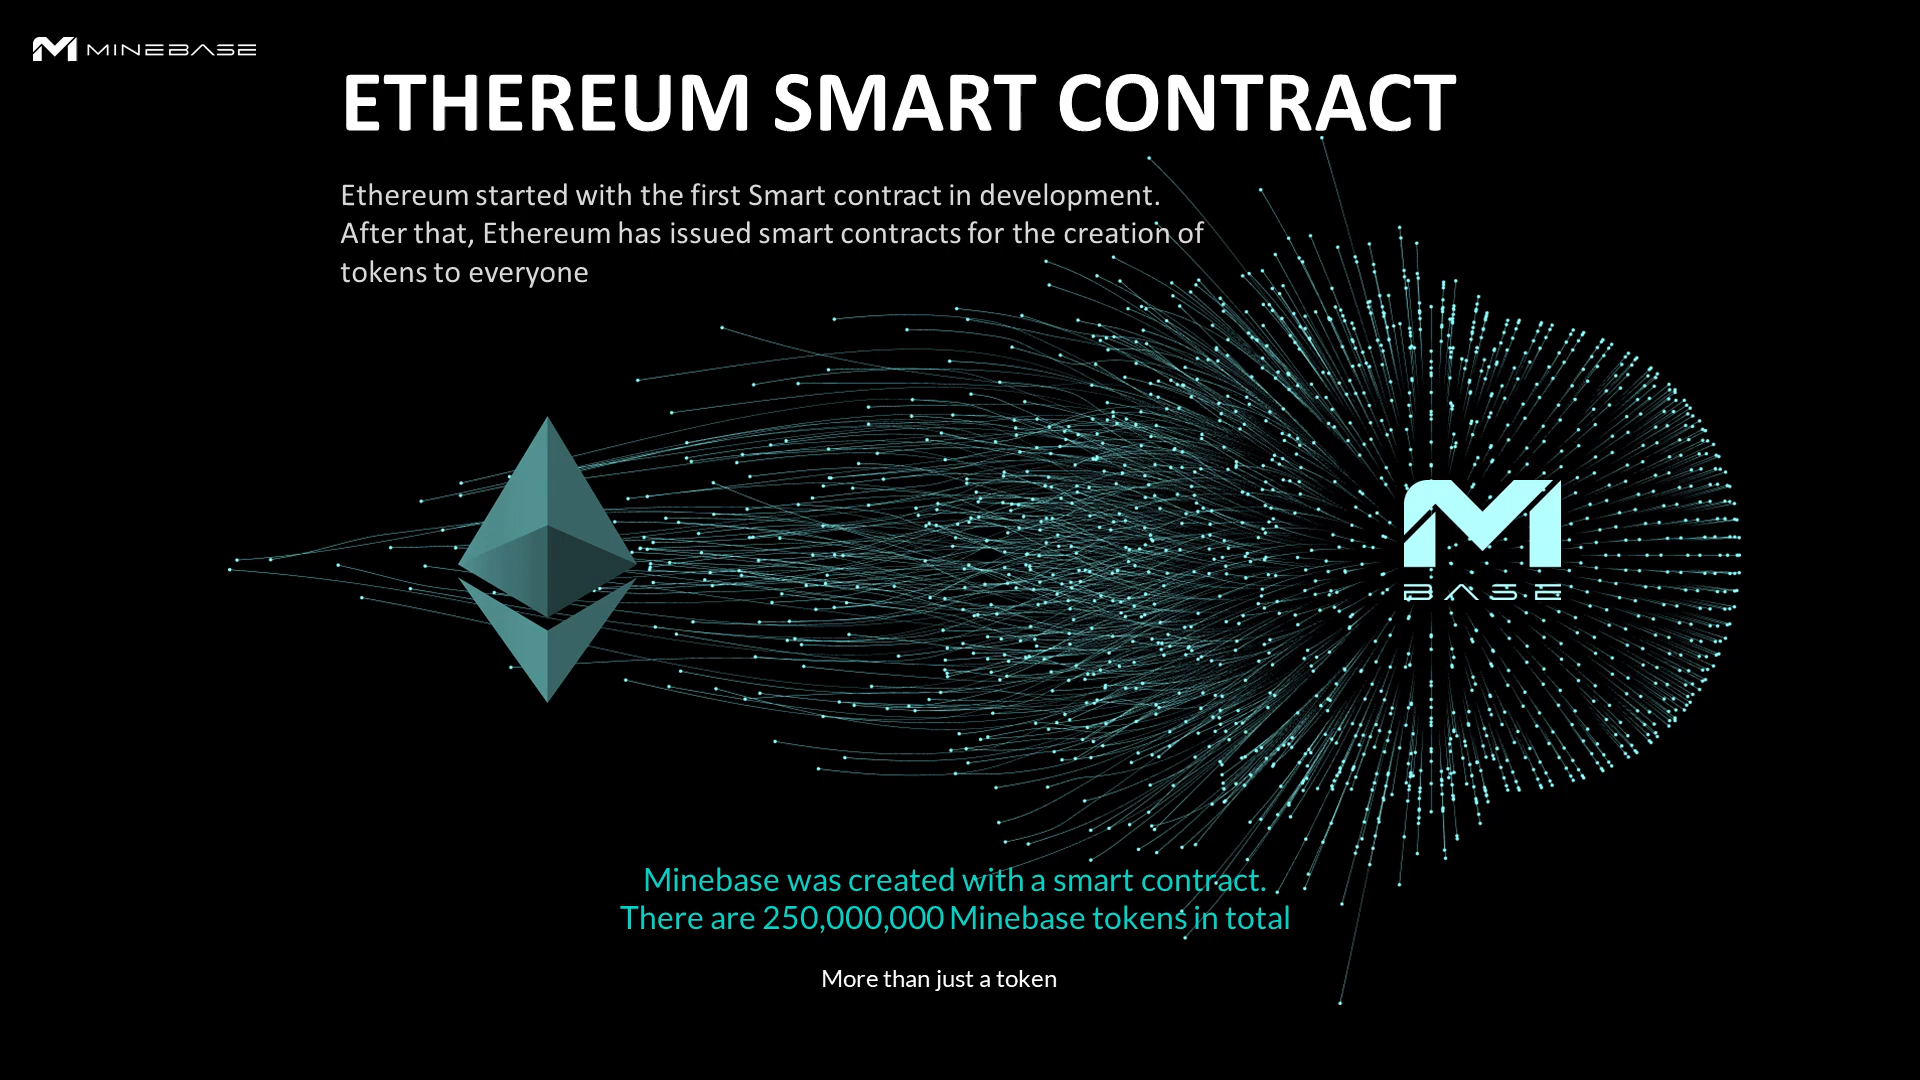 MINEBASE
ETHEREUM SMART CONTRACT
Ethereum started with the first Smart contract in development.
After that, Ethereum has issued smart contracts for the creation of
tokens to everyone
M
BASE
Minebase was created with a smart contract.
There are 250,000,000 Minebase tokens in total
More than just a token